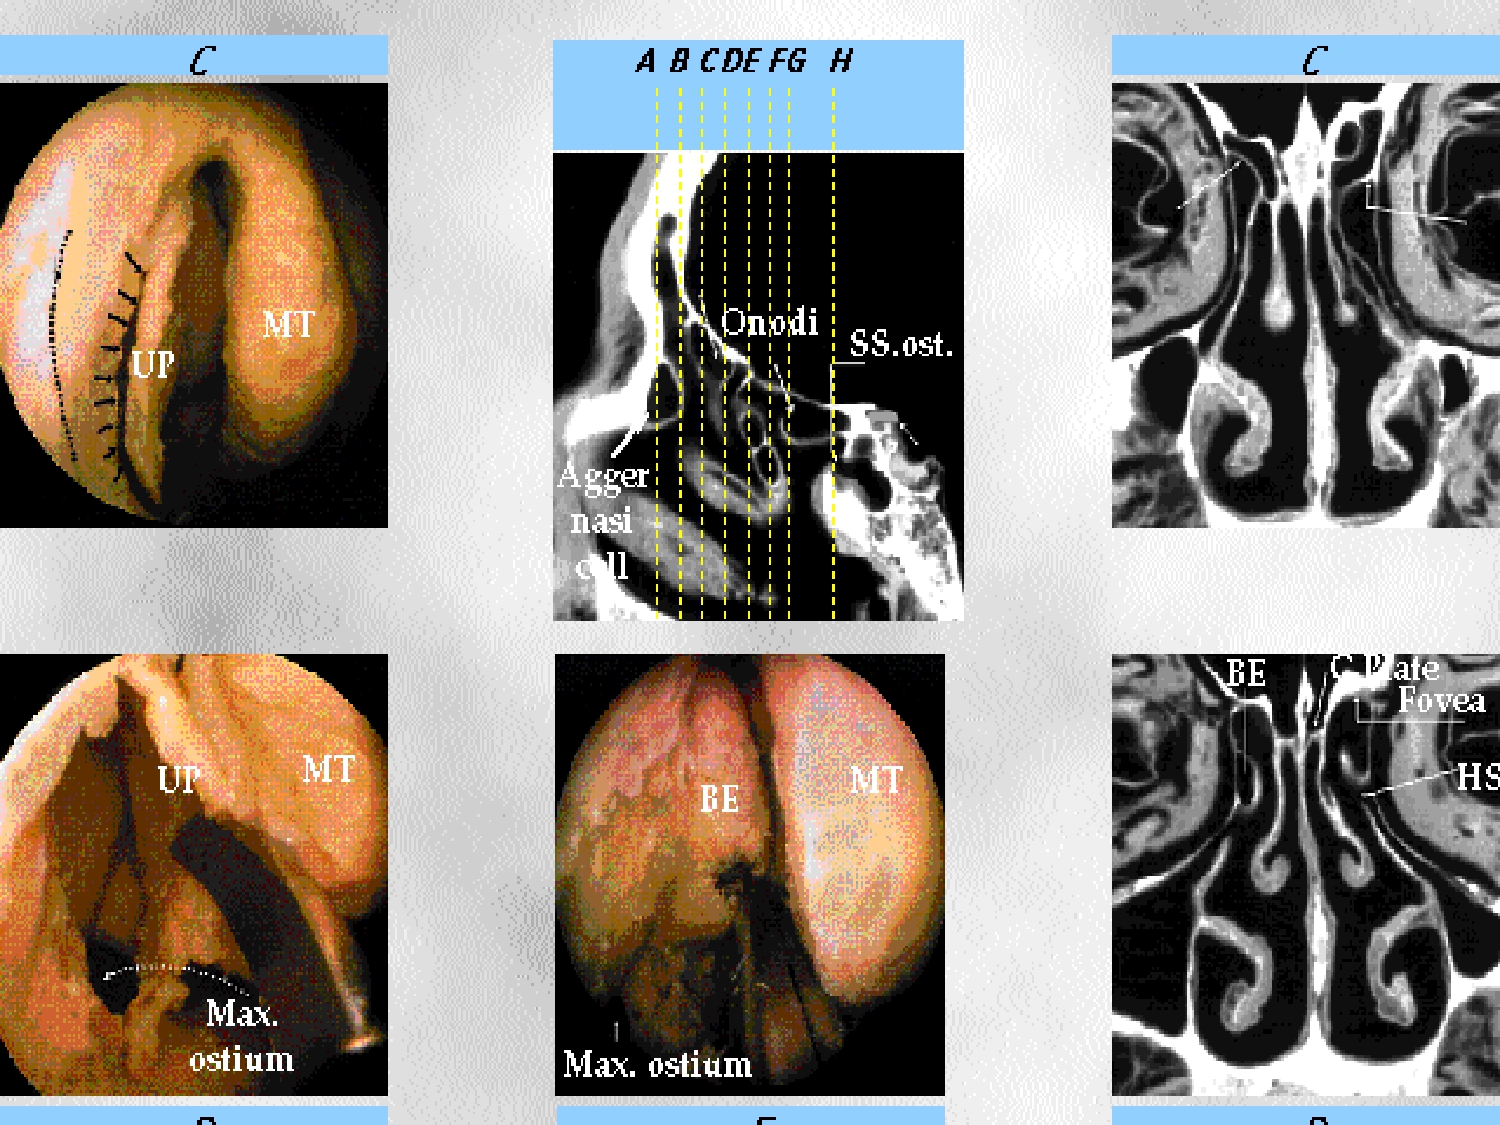 C
A B C D E F G H
C
UP
MT
Onodi
SS.ost.
Agger
nasi
cell
UP
MT
Max.
ostium
BE
MT
Max. ostium
BE
C.Plate
Fovea
HS